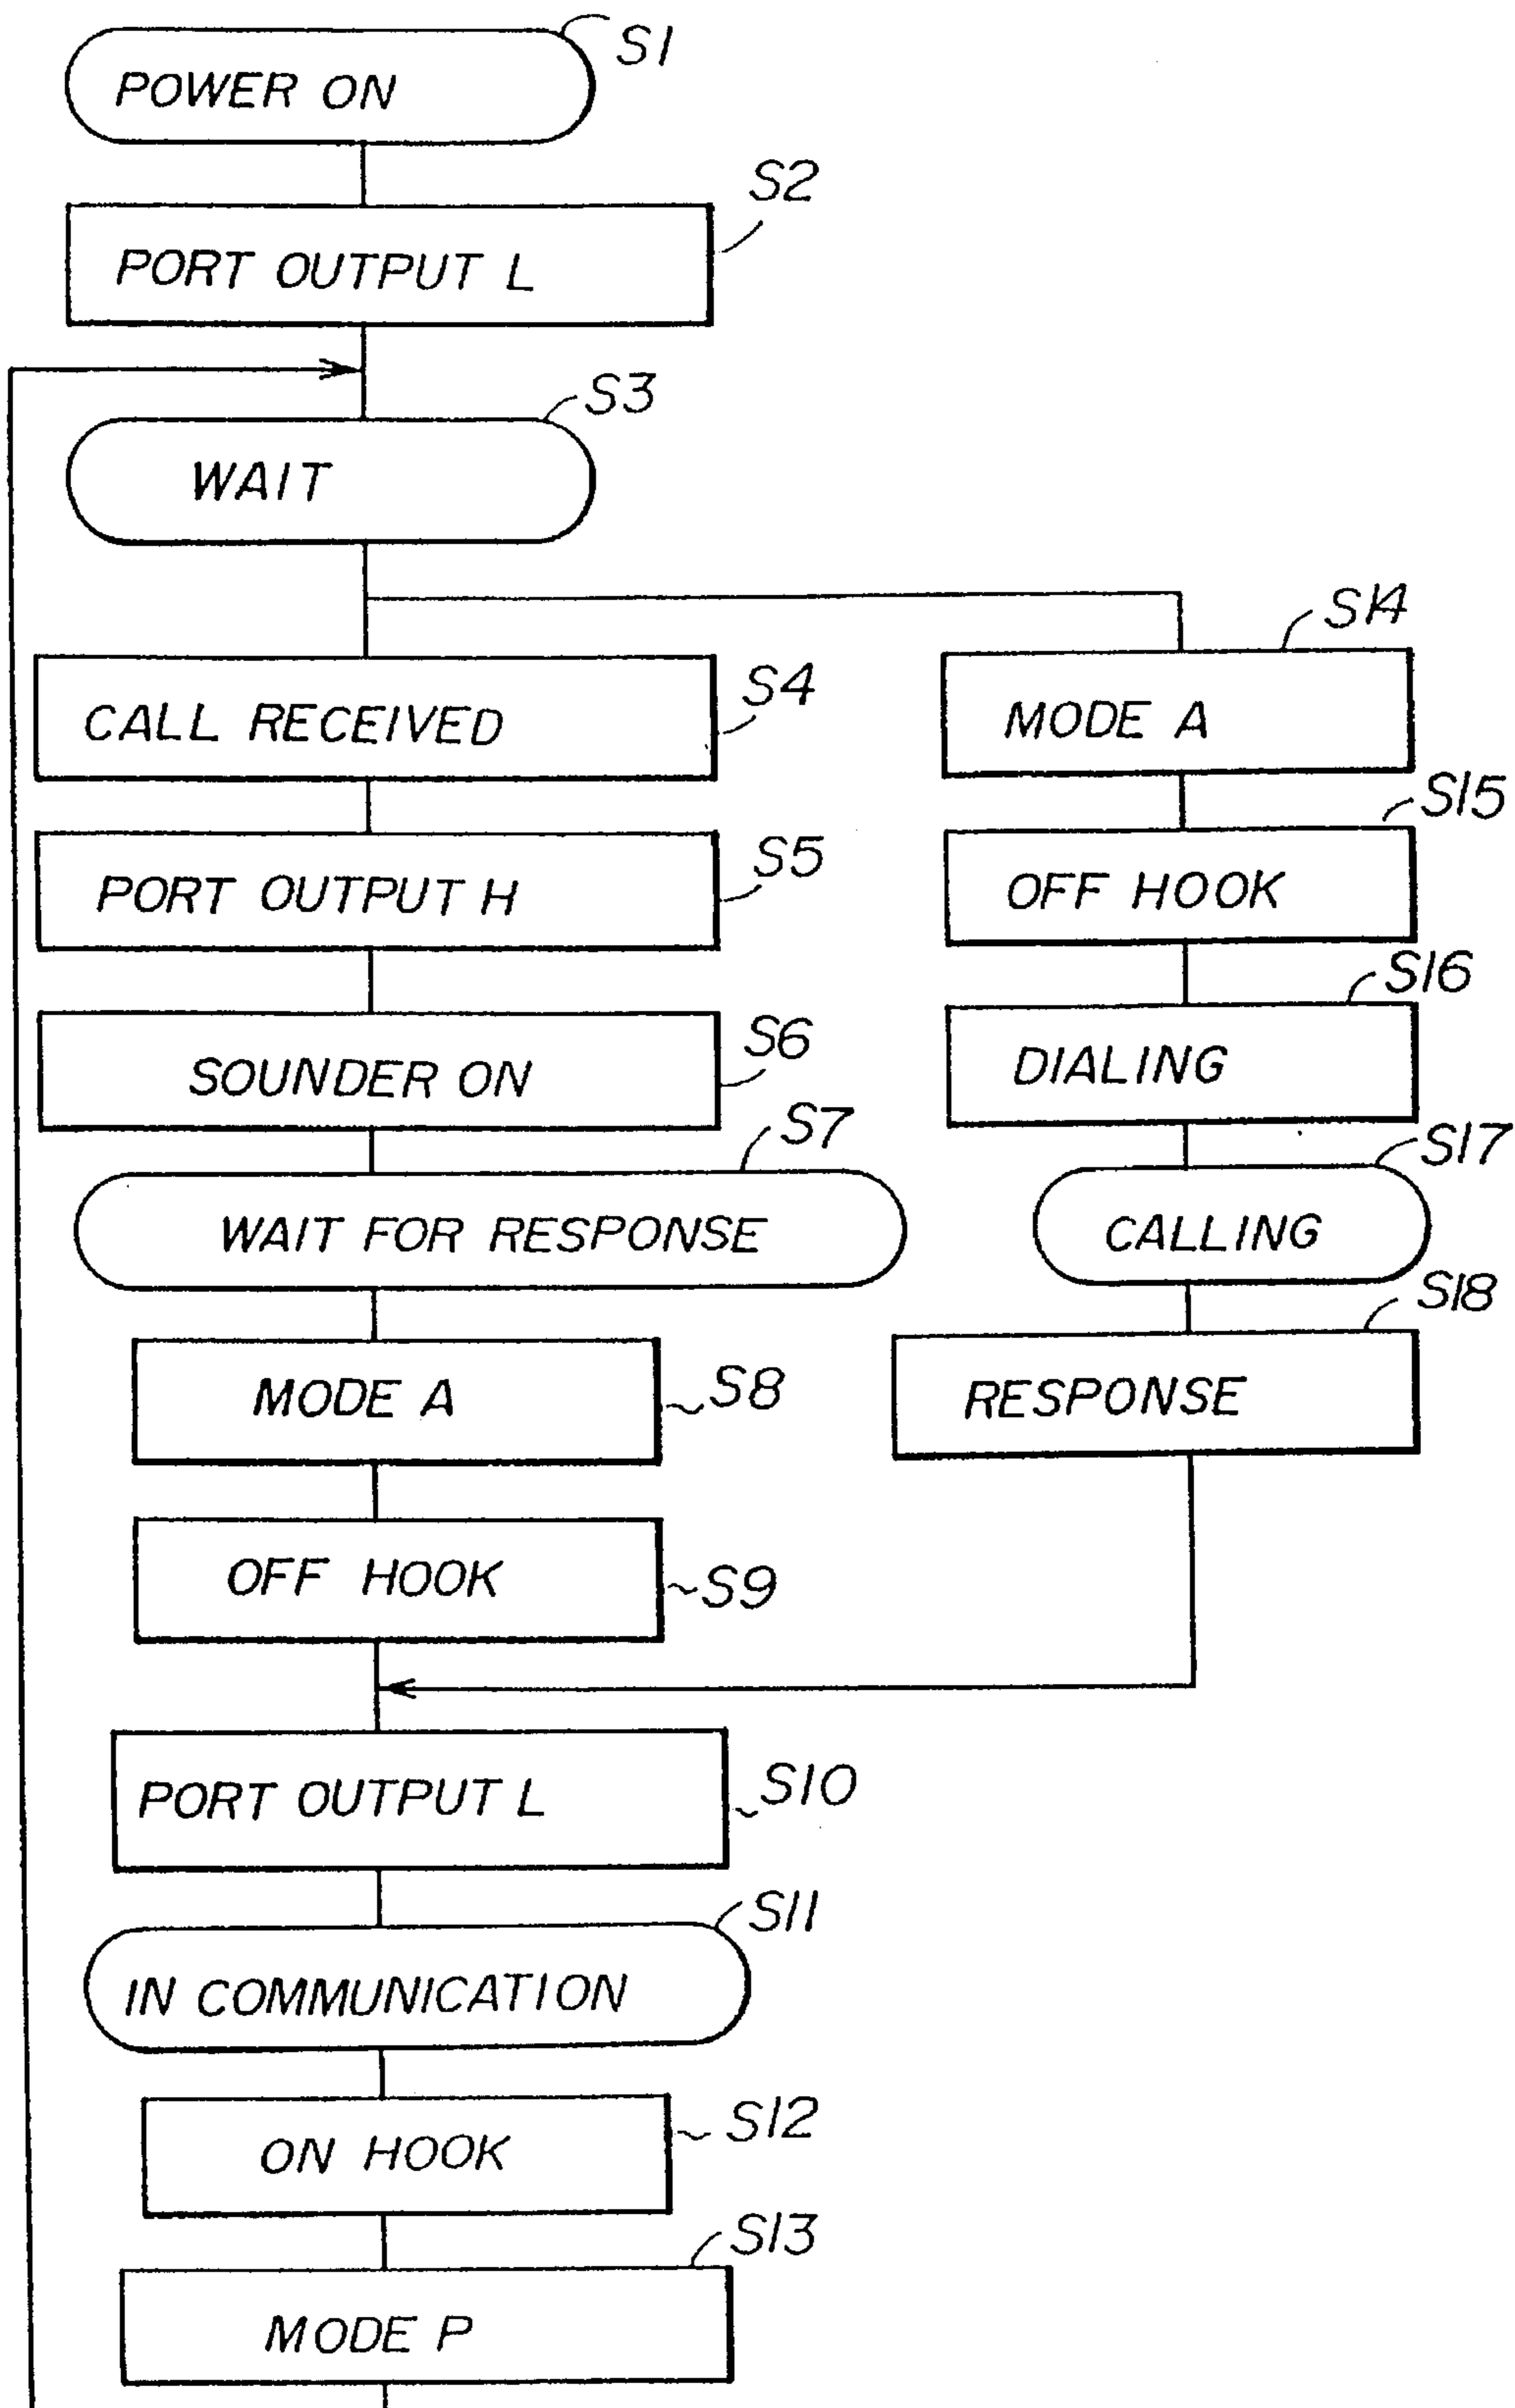 S1
POWER ON
S2
PORT OUTPUT L
S3
WAIT
S14
S4
CALL RECEIVED
MODE A
S15
S5
PORT OUTPUT H
OFF HOOK
S16
S6
SOUNDER ON
DIALING
S7
S17
WAIT FOR RESPONSE
CALLING
S18
S8
MODE A
RESPONSE
OFF HOOK
S9
S10
PORT OUTPUT L
S11
IN COMMUNICATION
S12
ON HOOK
S13
MODE P